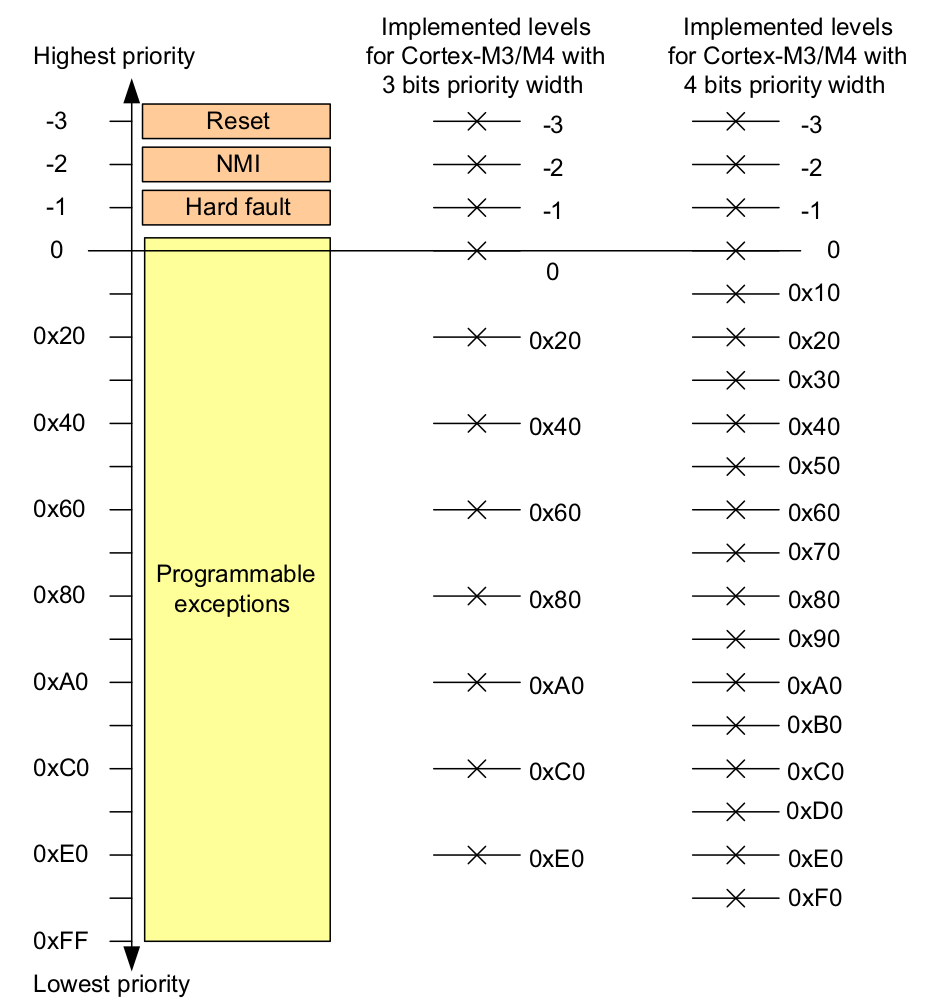 Implemented levels
for Cortex-M3/M4 with
3 bits priority width
Implemented levels
for Cortex-M3/M4 with
4 bits priority width
Highest priority
-3
Reset
-3
-3
-2
NMI
-2
-2
-1
Hard fault
-1
-1
0
0
0
0x10
0x20
0x20
0x20
0x30
0x40
0x40
0x40
0x50
0x60
0x60
0x60
0x70
Programmable
exceptions
0x80
0x80
0x80
0x90
0xA0
0xA0
0xA0
0xB0
0xC0
0xC0
0xC0
0xD0
0xE0
0xE0
0xE0
0xF0
0xFF
Lowest priority